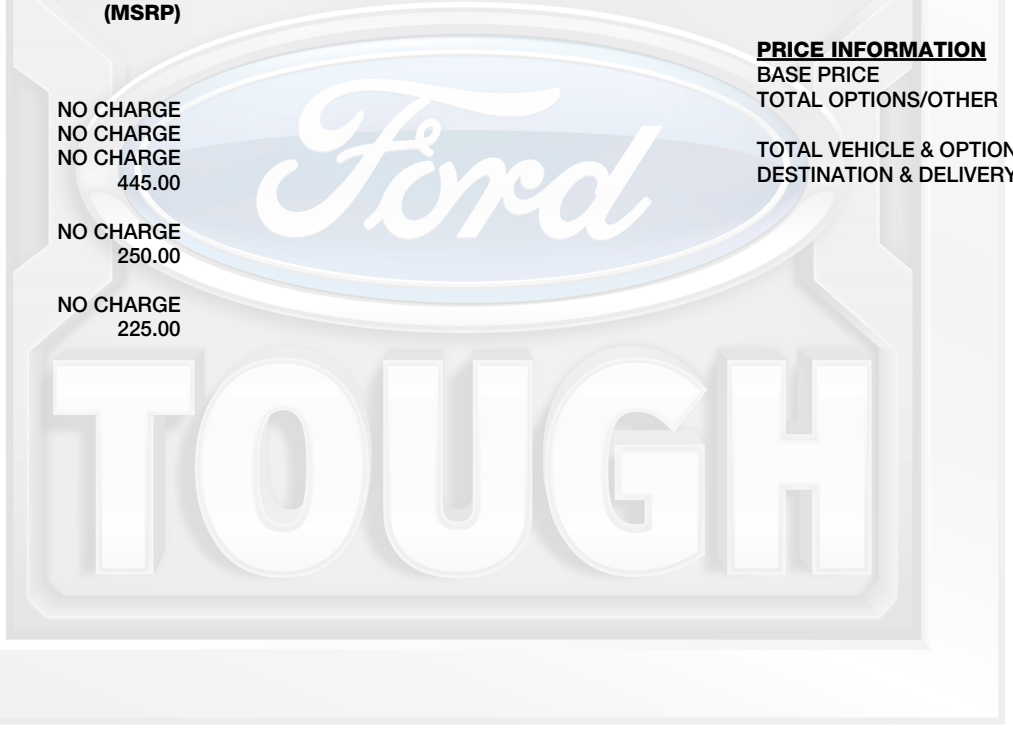 (MSRP)
NO CHARGE
NO CHARGE
NO CHARGE
445.00
NO CHARGE
250.00
NO CHARGE
225.00
PRICE INFORMATION
BASE PRICE
TOTAL OPTIONS/OTHER
TOTAL VEHICLE & OPTION
DESTINATION & DELIVERY
Ford
TOUGH